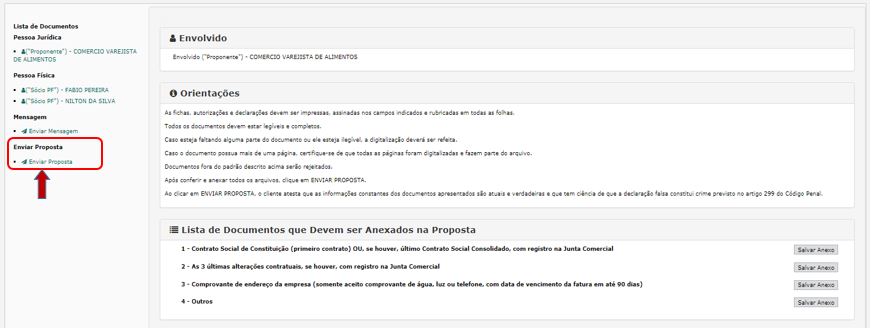 Lista de Documentos
Pessoa Jurídica
("Proponente") - COMERCIO VAREJISTA
DE ALIMENTOS
Pessoa Física
("Sócio PF") - FABIO PEREIRA
("Sócio PF") - NILTON DA SILVA
Mensagem
Enviar Mensagem
Enviar Proposta
Enviar Proposta
Envolvido
Envolvido ("Proponente") - COMERCIO VAREJISTA DE ALIMENTOS
Orientações
As fichas, autorizações e declarações devem ser impressas, assinadas nos campos indicados e rubricadas em todas as folhas.
Todos os documentos devem estar legíveis e completos.
Caso esteja faltando alguma parte do documento ou ele esteja ilegível, a digitalização deverá ser refeita.
Caso o documento possua mais de uma página, certifique-se de que todas as páginas foram digitalizadas e fazem parte do arquivo.
Documentos fora do padrão descrito acima serão rejeitados.
Após conferir e anexar todos os arquivos, clique em ENVIAR PROPOSTA.
Ao clicar em ENVIAR PROPOSTA, o cliente atesta que as informações constantes dos documentos apresentados são atuais e verdadeiras e que tem ciência de que a declaração falsa constitui crime previsto no artigo 299 do Código Penal.
Lista de Documentos que Devem ser Anexados na Proposta
1 - Contrato Social de Constituição (primeiro contrato) OU, se houver, último Contrato Social Consolidado, com registro na Junta Comercial Salvar Anexo
2 - As 3 últimas alterações contratuais, se houver, com registro na Junta Comercial Salvar Anexo
3 - Comprovante de endereço da empresa (somente aceito comprovante de água, luz ou telefone, com data de vencimento da fatura em até 90 dias) Salvar Anexo
4 - Outros Salvar Anexo